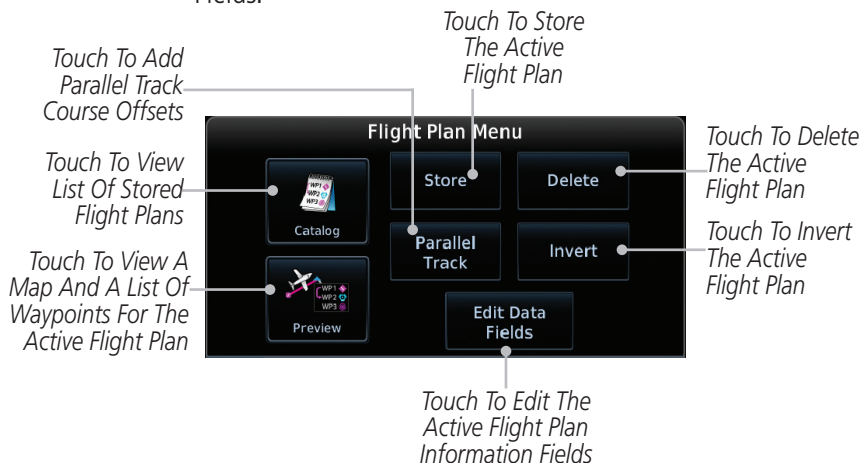 Fields.
Touch To Store
The Active
Flight Plan
Touch To Add
Parallel Track
Course Offsets
Touch To View
List Of Stored
Flight Plans
Touch To View A
Map And A List Of
Waypoints For The
Active Flight Plan
Flight Plan Menu
WP1
WP2
WP3
Catalog
Store
Delete
Parallel
Track
Invert
WP1
WP2
WP3
Preview
Edit Data
Fields
Touch To Delete
The Active
Flight Plan
Touch To Invert
The Active
Flight Plan
Touch To Edit The
Active Flight Plan
Information Fields